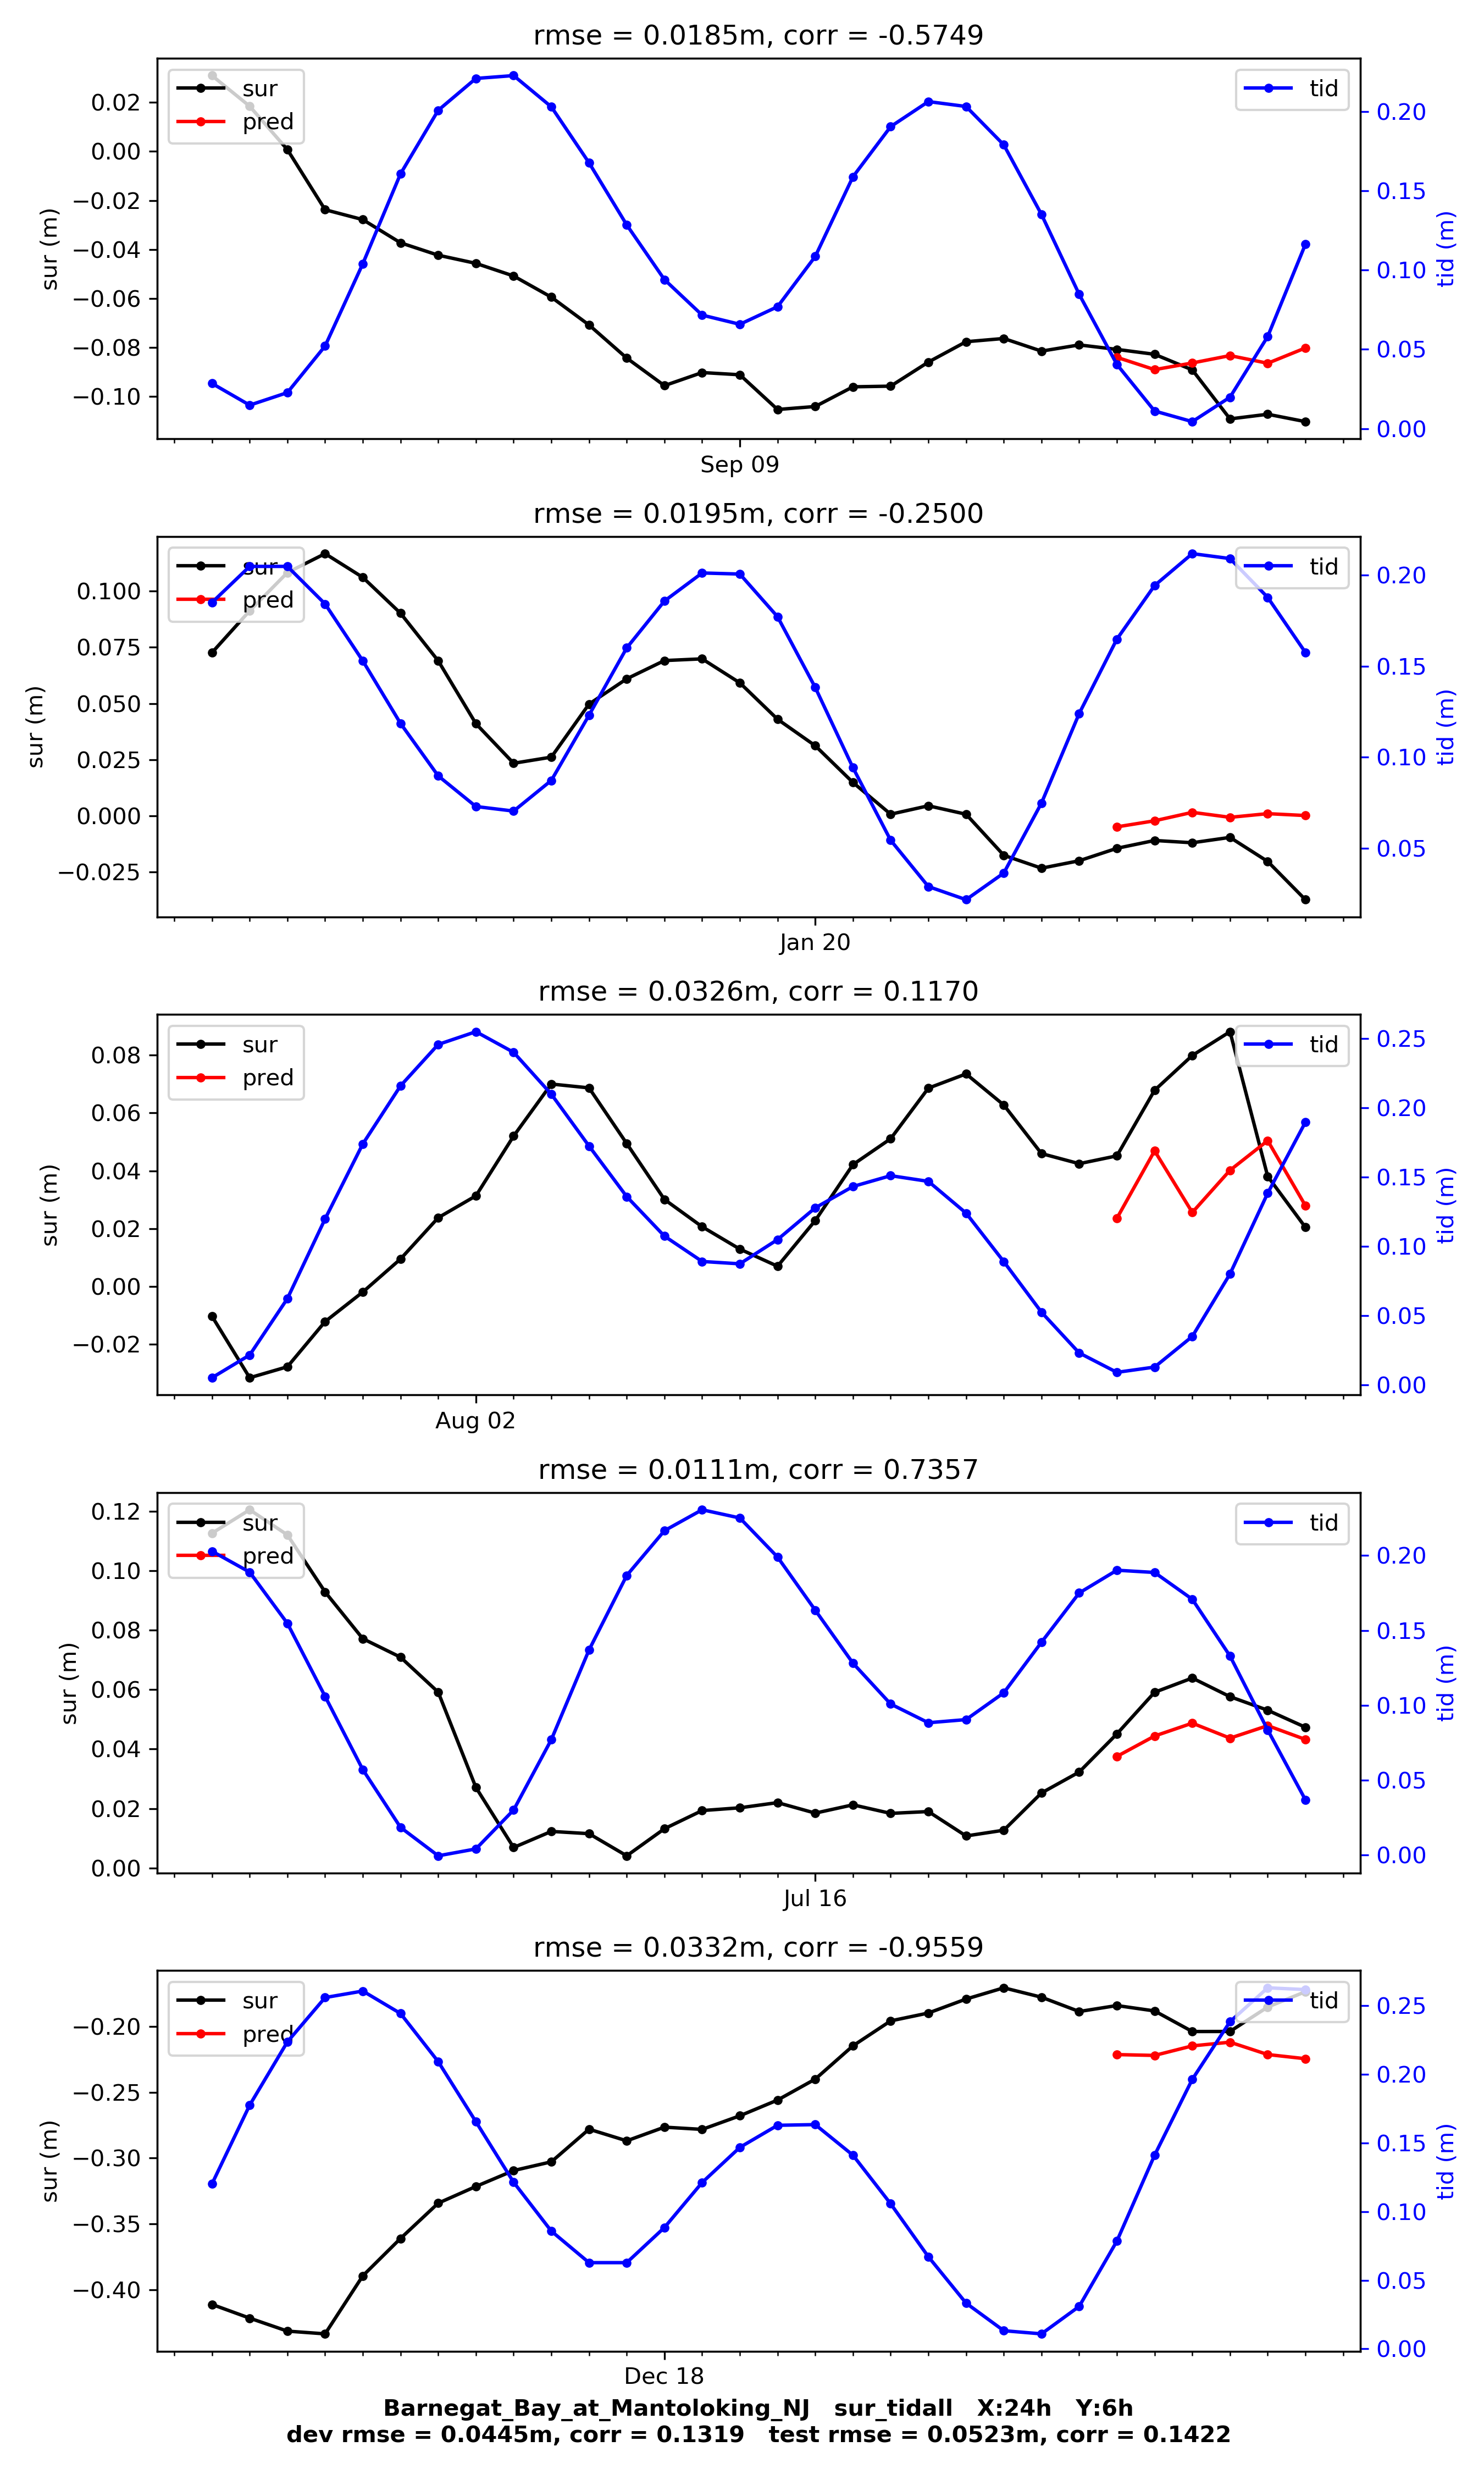 rmse = 0.0185m, corr = -0.5749
sur
pred
tid
0.02
0.00
−0.02
−0.04
−0.06
−0.08
−0.10
sur (m)
0.20
0.15
0.10
0.05
0.00
tid (m)
Sep 09
rmse = 0.0195m, corr = -0.2500
sur
pred
tid
0.100
0.075
0.050
0.025
0.000
−0.025
sur (m)
0.20
0.15
0.10
0.05
tid (m)
Jan 20
rmse = 0.0326m, corr = 0.1170
sur
pred
tid
0.08
0.06
0.04
0.02
0.00
−0.02
sur (m)
0.25
0.20
0.15
0.10
0.05
0.00
tid (m)
Aug 02
rmse = 0.0111m, corr = 0.7357
sur
pred
tid
0.12
0.10
0.08
0.06
0.04
0.02
0.00
sur (m)
0.20
0.15
0.10
0.05
0.00
tid (m)
Jul 16
rmse = 0.0332m, corr = -0.9559
sur
pred
tid
−0.20
−0.25
−0.30
−0.35
−0.40
sur (m)
0.25
0.20
0.15
0.10
0.05
0.00
tid (m)
Dec 18
Barnegat_Bay_at_Mantoloking_NJ   sur_tidall   X:24h   Y:6h
dev rmse = 0.0445m, corr = 0.1319   test rmse = 0.0523m, corr = 0.1422